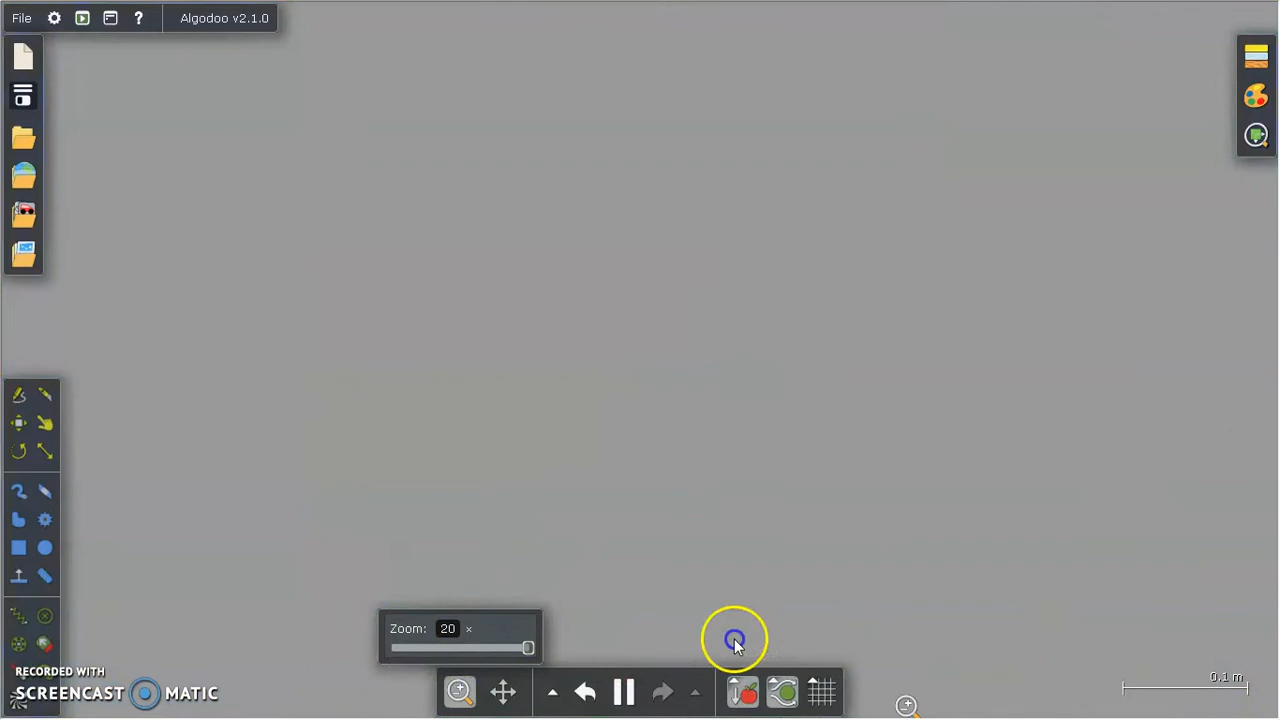 File
?
Algodoo v2.1.0
Zoom: 20 ×
0.1 m
RECORDED WITH
SCREENCAST MATIC